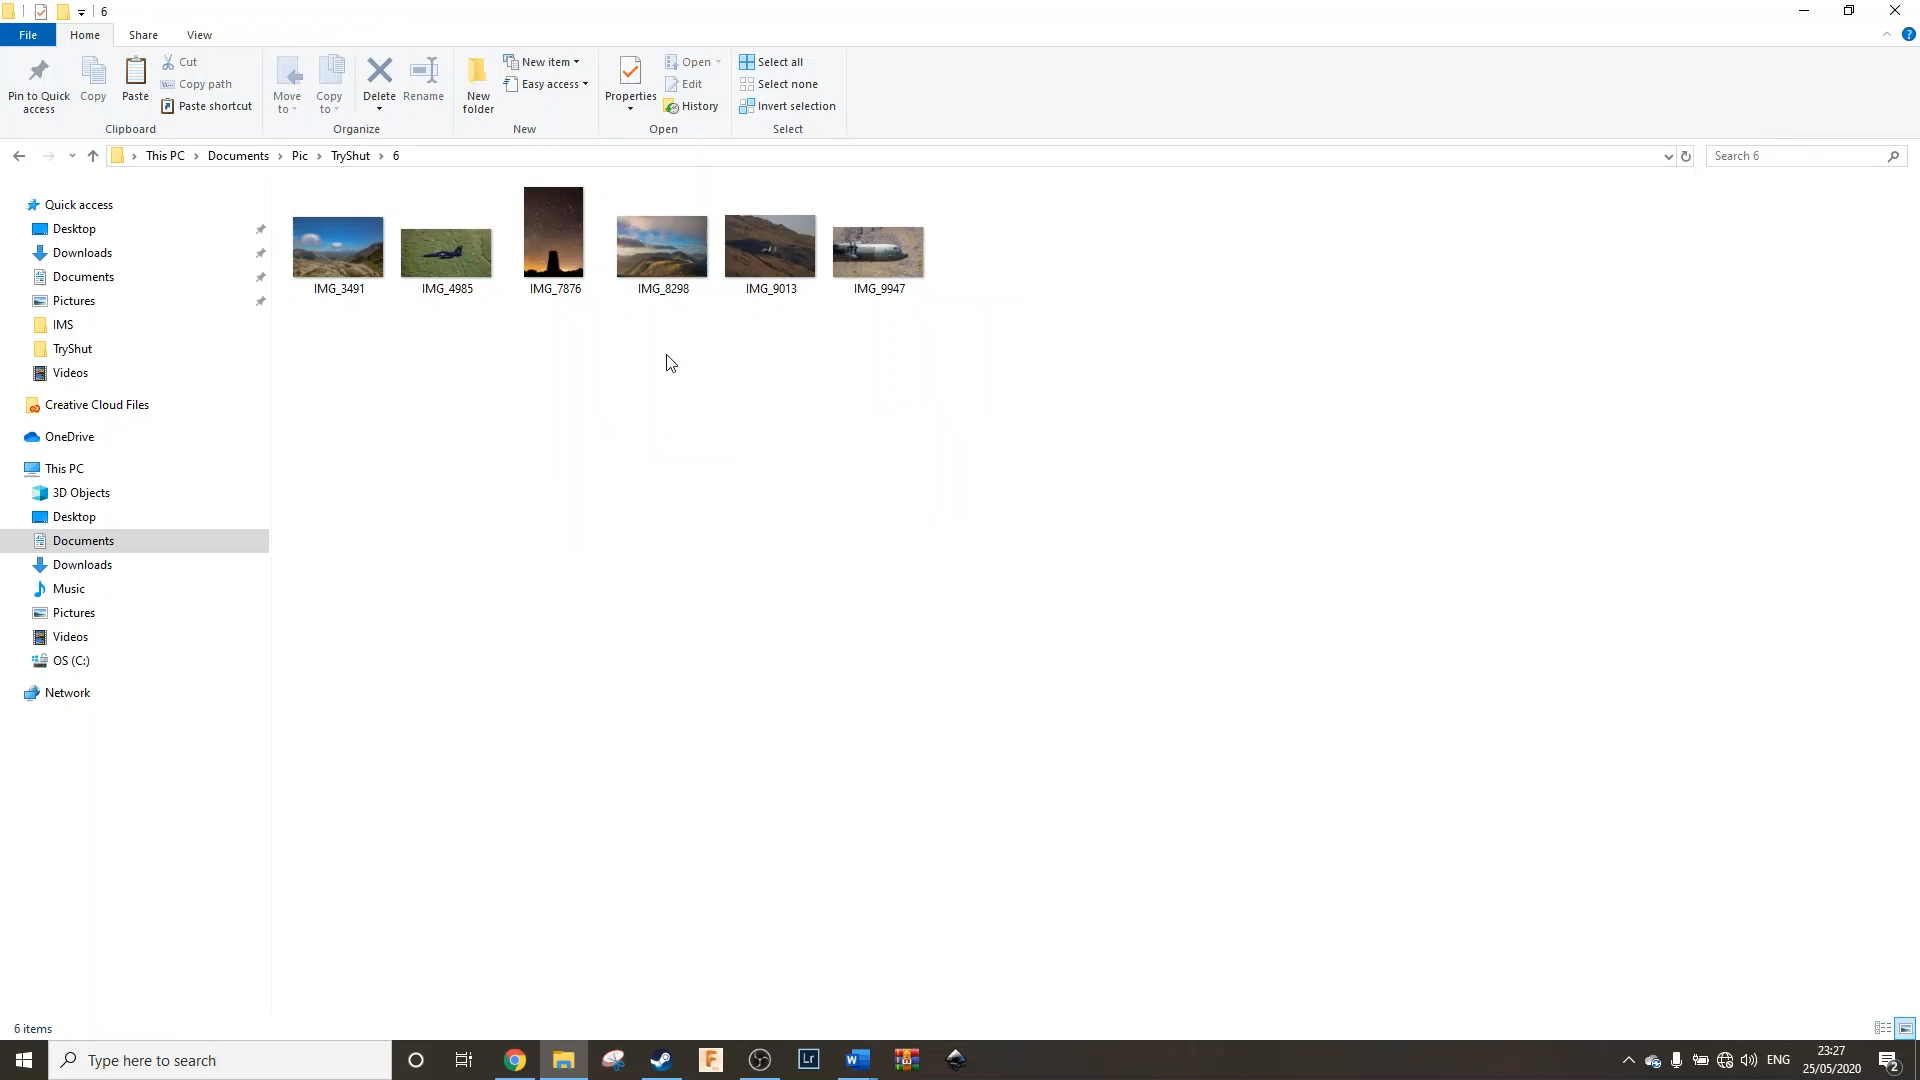 6
File Home Share View
Pin to Quick access
Copy
Paste
Cut
Copy path
Paste shortcut
Clipboard
Move to
Copy to
Delete
Rename
Organize
New folder
New item
Easy access
New
Properties
Open
Edit
History
Open
Select all
Select none
Invert selection
Select
This PC Documents Pic TryShut 6
Search 6
Quick access
Desktop
Downloads
Documents
Pictures
IMS
TryShut
Videos
Creative Cloud Files
OneDrive
This PC
3D Objects
Desktop
Documents
Downloads
Music
Pictures
Videos
OS (C:)
Network
IMG_3491 IMG_4985 IMG_7876 IMG_8298 IMG_9013 IMG_9947
6 items
Type here to search
Lr
ENG
23:27
25/05/2020
2